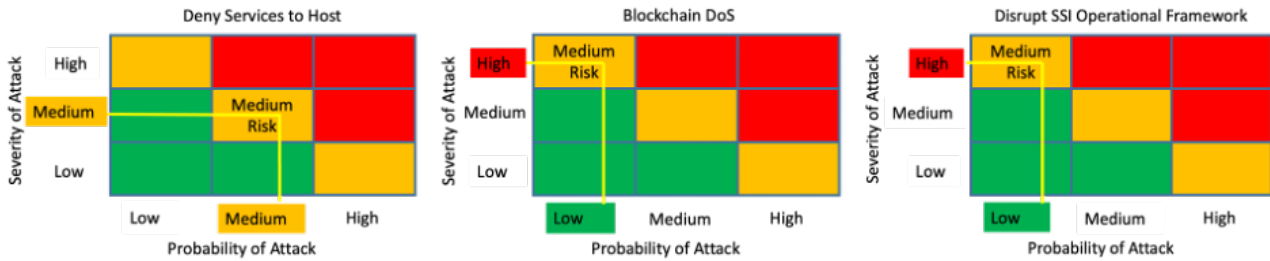 Deny Services to Host
Severity of Attack
High
Medium
Low
Medium
Risk
Low
Medium
High
Probability of Attack
Blockchain DoS
Severity of Attack
High
Medium
Low
Medium
Risk
Low
Medium
High
Probability of Attack
Disrupt SSI Operational Framework
Severity of Attack
High
Medium
Low
Medium
Risk
Low
Medium
High
Probability of Attack